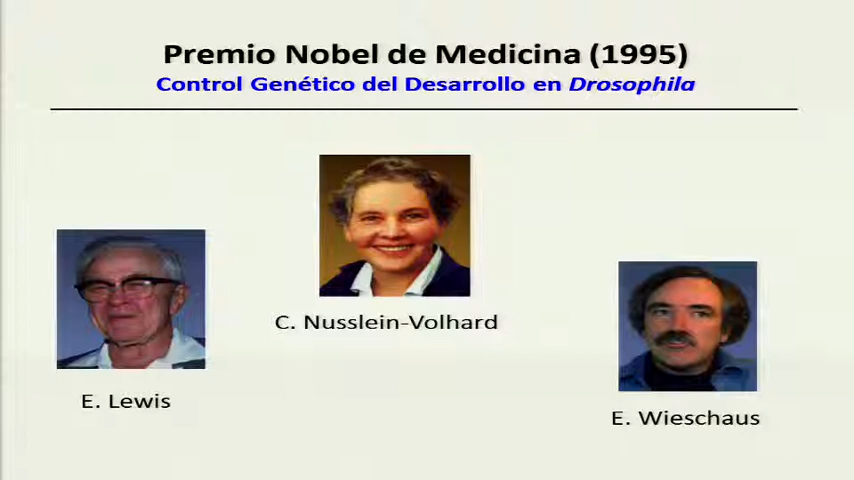 Premio Nobel de Medicina (1995)
Control Genético del Desarrollo en Drosophila
C. Nusslein-Volhard
E. Lewis
E. Wieschaus